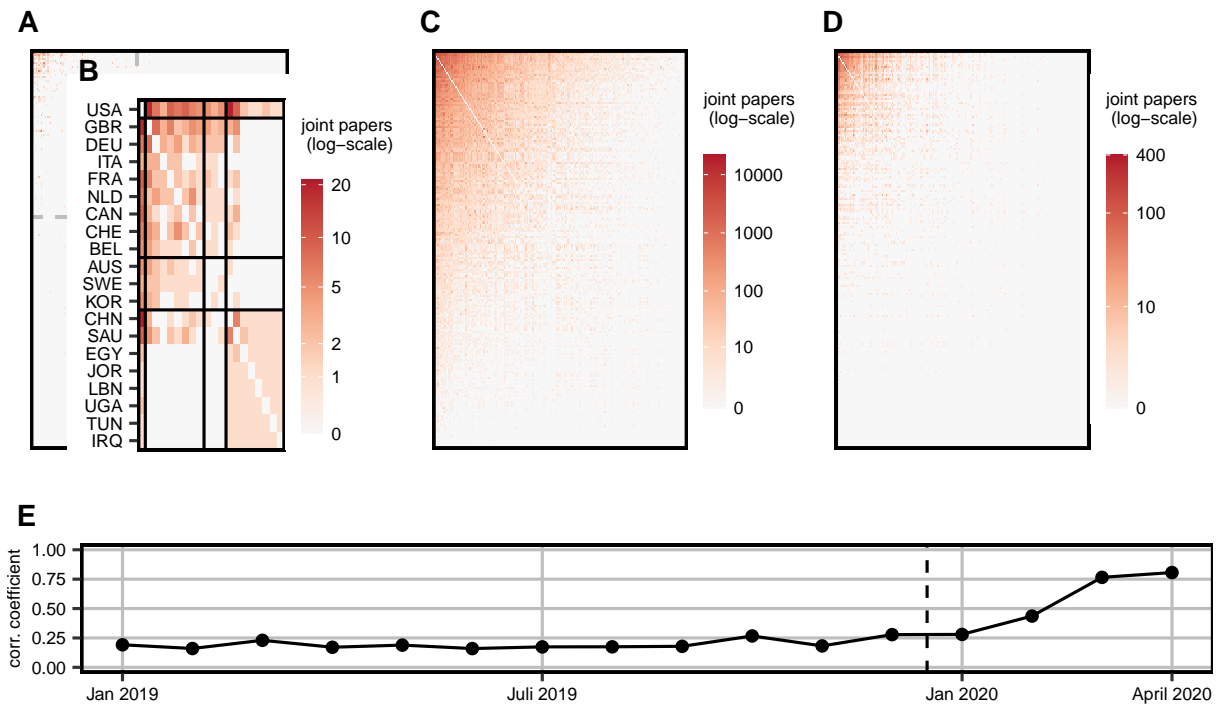 A
B
USA
GBR
DEU
ITA
FRA
NLD
CAN
CHE
BEL
AUS
SWE
KOR
CHN
SAU
EGY
JOR
LBN
UGA
TUN
IRQ
joint papers
(log−scale)
20
10
5
2
1
0
C
joint papers
(log−scale)
10000
1000
100
10
0
D
joint papers
(log−scale)
400
100
10
0
E
corr. coefficient
1.00
0.75
0.50
0.25
0.00
Jan 2019
Juli 2019
Jan 2020
April 2020